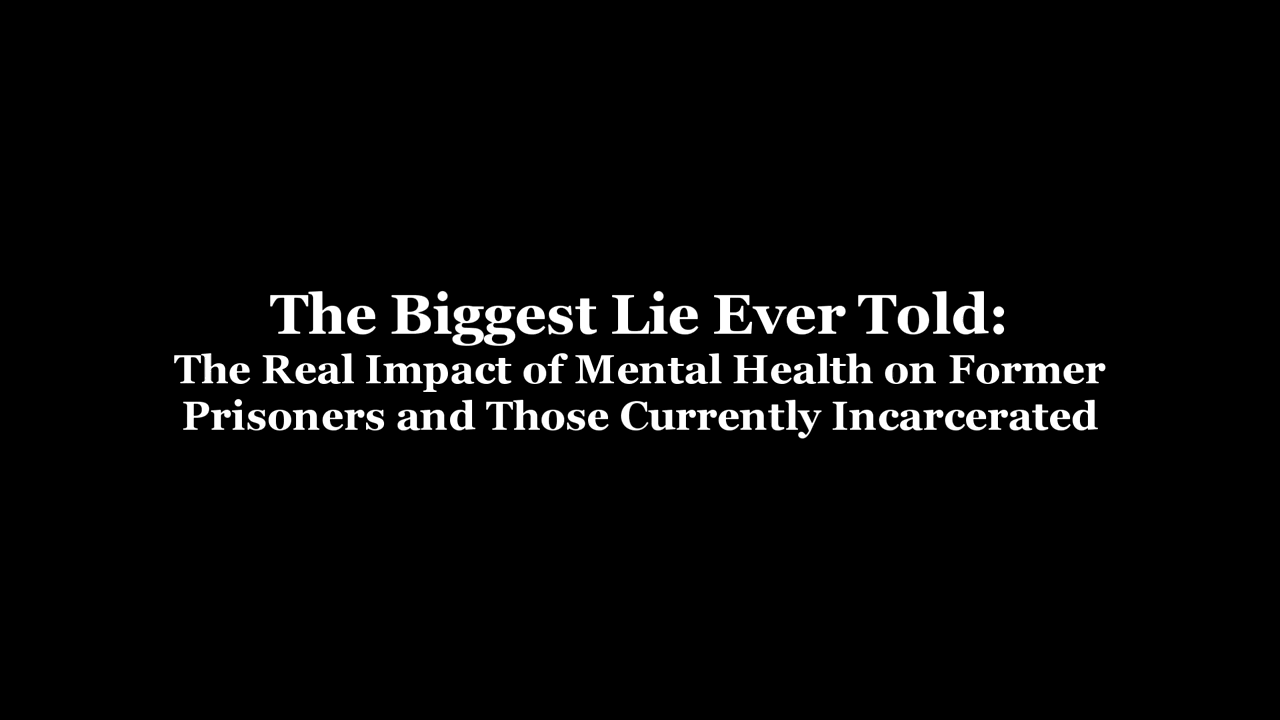 The Biggest Lie Ever Told:
The Real Impact of Mental Health on Former
Prisoners and Those Currently Incarcerated